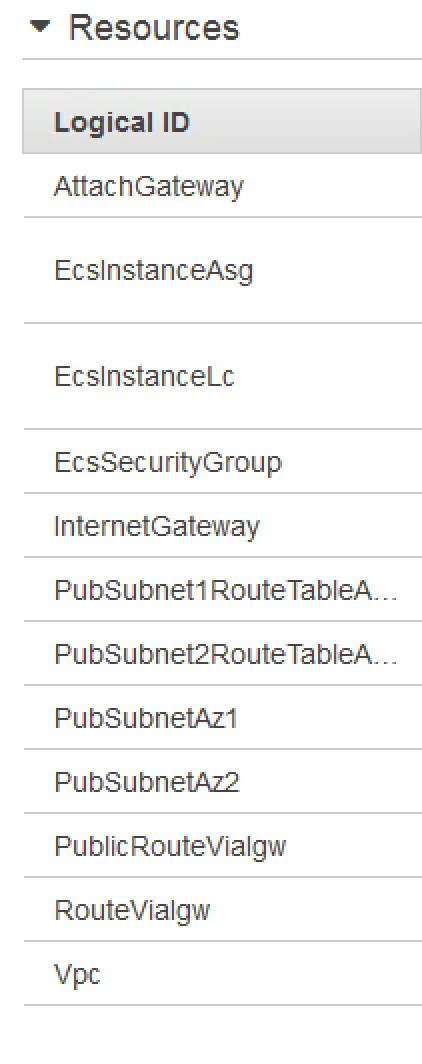 Resources
Logical ID
AttachGateway
EcsInstanceAsg
EcsInstanceLc
EcsSecurityGroup
InternetGateway
PubSubnet1RouteTableA...
PubSubnet2RouteTableA...
PubSubnetAz1
PubSubnetAz2
PublicRouteViaIgw
RouteViaIgw
Vpc